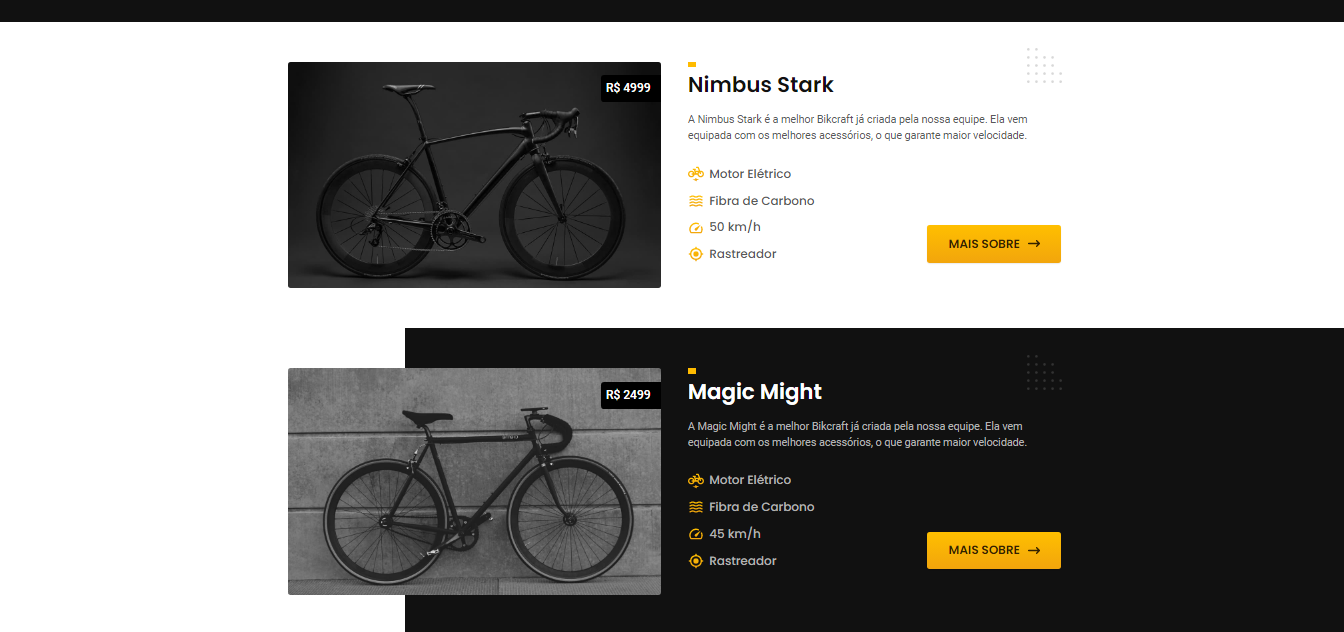 R$ 4999
Nimbus Stark
A Nimbus Stark é a melhor Bikcraft já criada pela nossa equipe. Ela vem
equipada com os melhores acessórios, o que garante maior velocidade.
Motor Elétrico
Fibra de Carbono
50 km/h
Rastreador
MAIS SOBRE →
R$ 2499
Magic Might
A Magic Might é a melhor Bikcraft já criada pela nossa equipe. Ela vem
equipada com os melhores acessórios, o que garante maior velocidade.
Motor Elétrico
Fibra de Carbono
45 km/h
Rastreador
MAIS SOBRE →